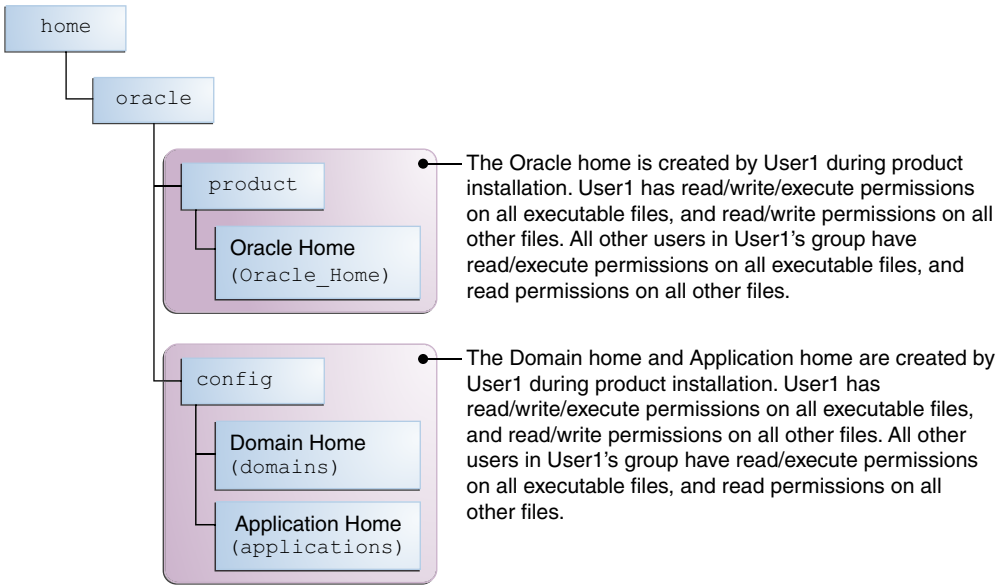 home
oracle
product
Oracle Home
(Oracle_Home)
The Oracle home is created by User1 during product
installation. User1 has read/write/execute permissions
on all executable files, and read/write permissions on all
other files. All other users in User1's group have
read/execute permissions on all executable files, and
read permissions on all other files.
config
Domain Home
(domains)
Application Home
(applications)
The Domain home and Application home are created by
User1 during product installation. User1 has
read/write/execute permissions on all executable files,
and read/write permissions on all other files. All other
users in User1's group have read/execute permissions
on all executable files, and read permissions on all
other files.